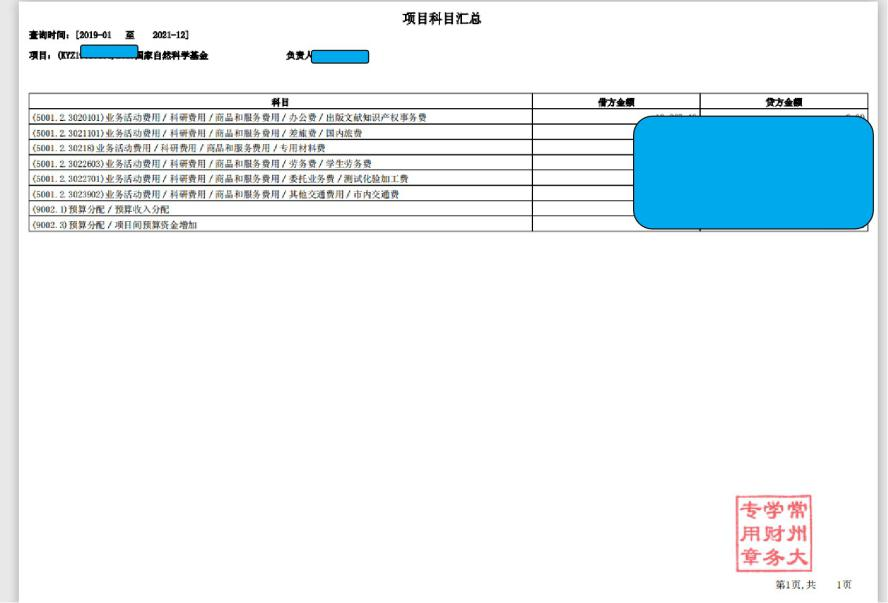 项目科目汇总
查询时间：[2019-01 至 2021-12]
项目：(KYZ1 国家自然科学基金 负责人
科目 借方金额 贷方金额
(5001.2.3020101)业务活动费用/科研费用/商品和服务费用/办公费/出版文献知识产权事务费
(5001.2.3021101)业务活动费用/科研费用/商品和服务费用/差旅费/国内旅费
(5001.2.30218)业务活动费用/科研费用/商品和服务费用/专用材料费
(5001.2.3022603)业务活动费用/科研费用/商品和服务费用/劳务费/学生劳务费
(5001.2.3022701)业务活动费用/科研费用/商品和服务费用/委托业务费/测试化验加工费
(5001.2.3023902)业务活动费用/科研费用/商品和服务费用/其他交通费用/市内交通费
(9002.1)预算分配/预算收入分配
(9002.3)预算分配/项目间预算资金增加
常州大
学财务
专用章
第1页,共 1页